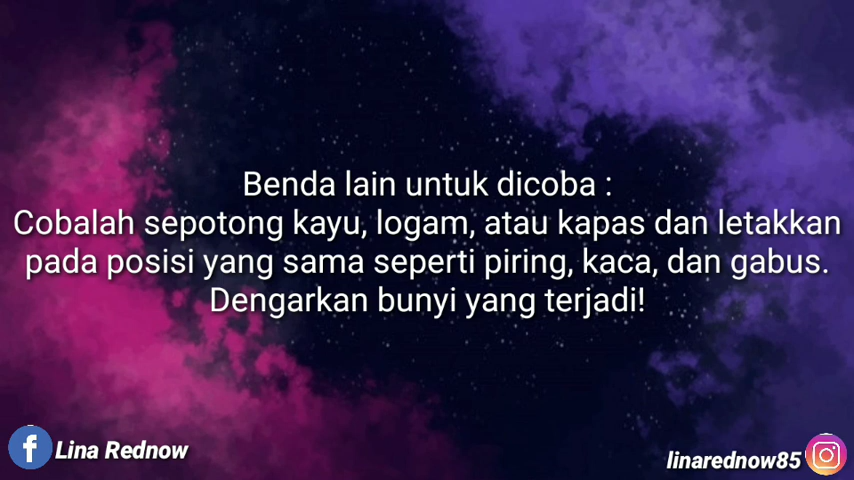 Benda lain untuk dicoba :
Cobalah sepotong kayu, logam, atau kapas dan letakkan
pada posisi yang sama seperti piring, kaca, dan gabus.
Dengarkan bunyi yang terjadi!
Lina Rednow
linarednow85